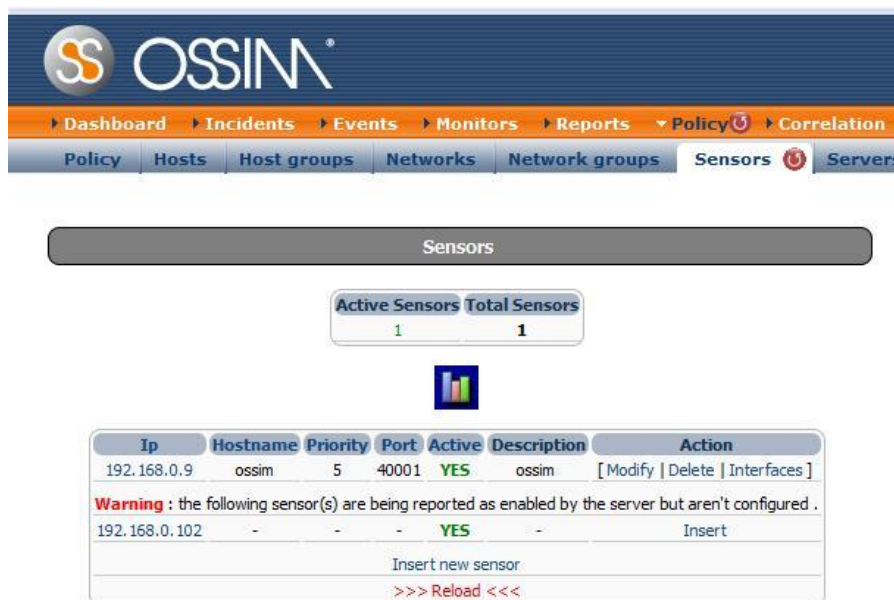 OSSIM®
Dashboard Incidents Events Monitors Reports Policy Correlation
Policy Hosts Host groups Networks Network groups Sensors Servers
Sensors
Active Sensors Total Sensors
1 1
Ip Hostname Priority Port Active Description Action
192.168.0.9 ossim 5 40001 YES ossim [ Modify | Delete | Interfaces ]
Warning : the following sensor(s) are being reported as enabled by the server but aren't configured .
192.168.0.102 - - - YES - Insert
Insert new sensor
>>> Reload <<<